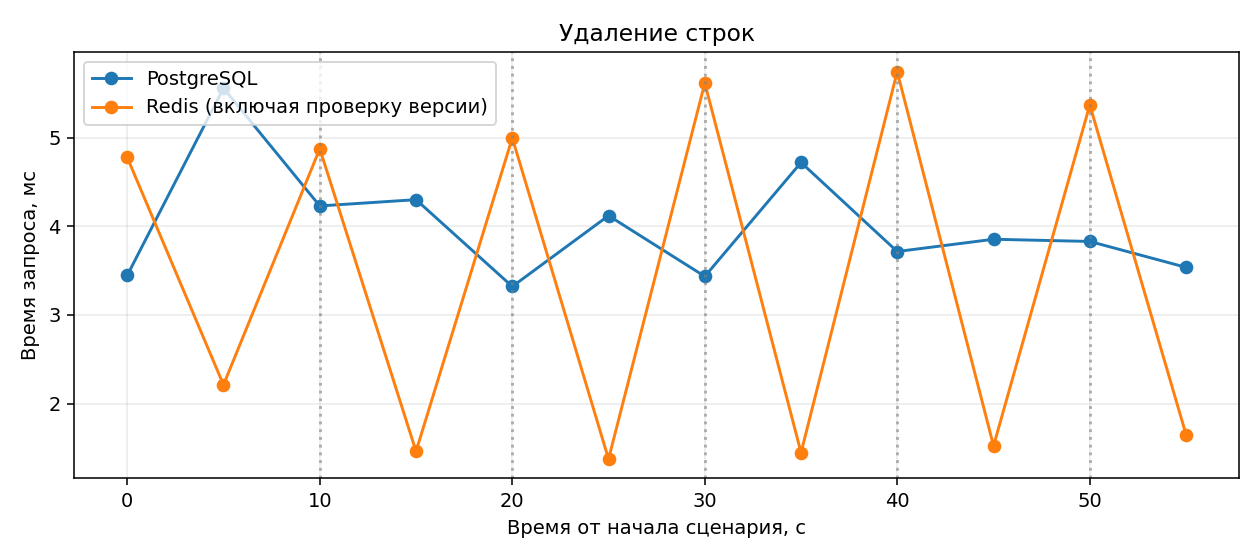 Удаление строк
PostgreSQL
Redis (включая проверку версии)
Время запроса, мс
5
4
3
2
0 10 20 30 40 50
Время от начала сценария, с